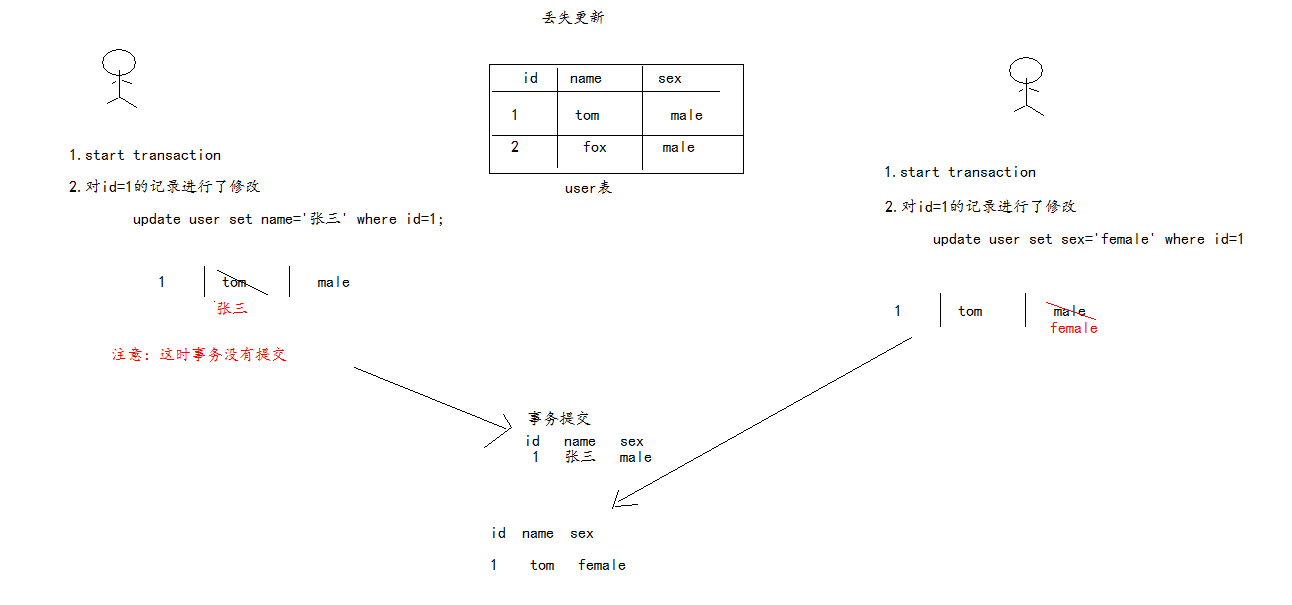 丢失更新
id name sex
1 tom male
2 fox male
user表
1.start transaction
2.对id=1的记录进行了修改
update user set name='张三' where id=1;
1 tom male
张三
注意：这时事务没有提交
1.start transaction
2.对id=1的记录进行了修改
update user set sex='female' where id=1
1 tom male
female
事务提交
id name sex
1 张三 male
id name sex
1 tom female